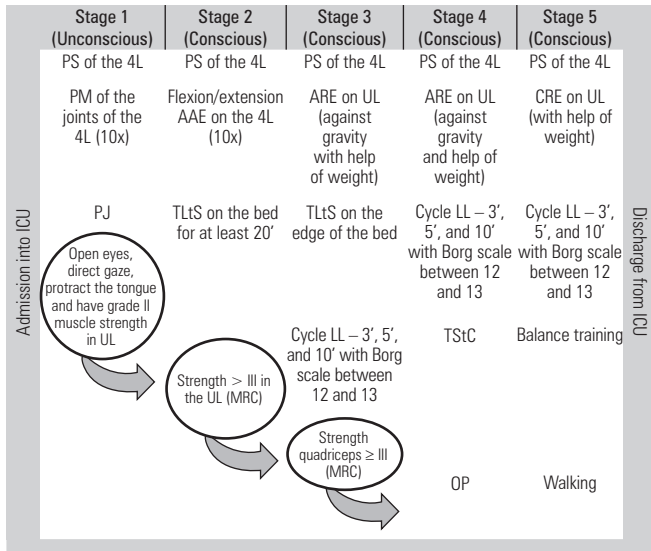 Stage 1
(Unconscious)
Stage 2
(Conscious)
Stage 3
(Conscious)
Stage 4
(Conscious)
Stage 5
(Conscious)
PS of the 4L
PS of the 4L
PS of the 4L
PS of the 4L
PS of the 4L
PM of the
joints of the
4L (10x)
Flexion/extension
AAE on the 4L
(10x)
ARE on UL
(against
gravity
with help
of weight)
ARE on UL
(against
gravity
and help of
weight)
CRE on UL
(with help of
weight)
PJ
TLtS on the bed
for at least 20'
TLtS on the
edge of the bed
Cycle LL – 3',
5', and 10'
with Borg scale
between 12
and 13
Cycle LL – 3',
5', and 10'
with Borg scale
between 12
and 13
Open eyes,
direct gaze,
protract the tongue
and have grade II
muscle strength
in UL
Cycle LL – 3', 5',
and 10' with Borg
scale between
12 and 13
TStC
Balance training
Strength > III in
the UL (MRC)
Strength
quadriceps ≥ III
(MRC)
OP
Walking
Admission into ICU
Discharge from ICU